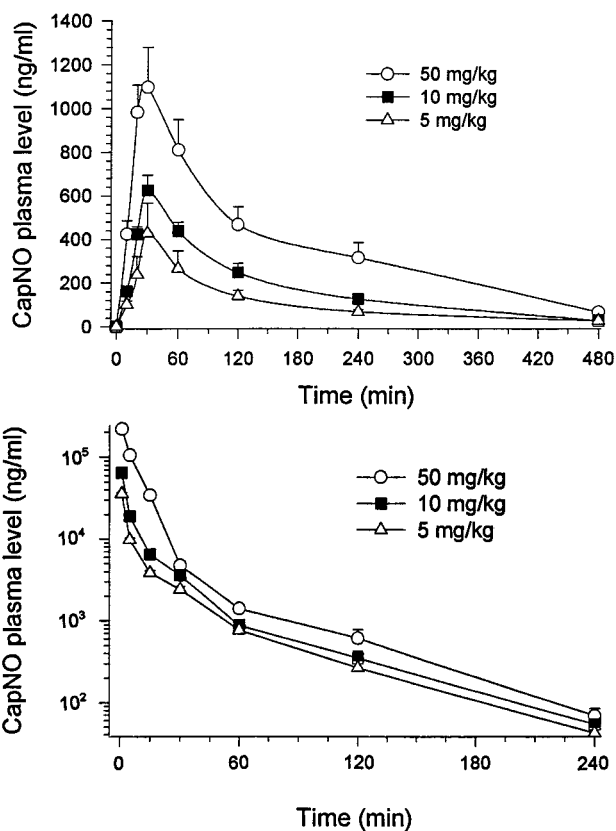 1400
1200
1000
800
600
400
200
0
CapNO plasma level (ng/ml)
50 mg/kg
10 mg/kg
5 mg/kg
0 60 120 180 240 300 360 420 480
Time (min)
10⁵
10⁴
10³
10²
CapNO plasma level (ng/ml)
50 mg/kg
10 mg/kg
5 mg/kg
0 60 120 180 240
Time (min)